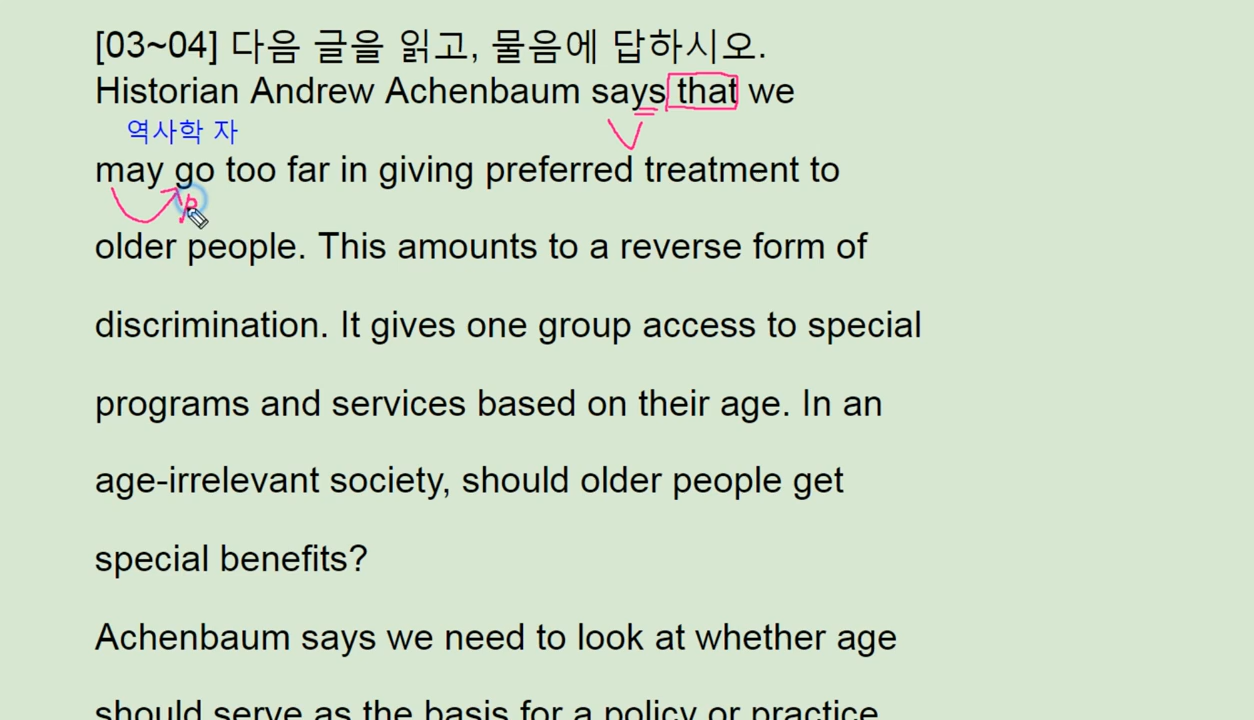 [03~04] 다음 글을 읽고, 물음에 답하시오.
Historian Andrew Achenbaum says that we
역사학 자
may go too far in giving preferred treatment to
older people. This amounts to a reverse form of
discrimination. It gives one group access to special
programs and services based on their age. In an
age-irrelevant society, should older people get
special benefits?
Achenbaum says we need to look at whether age
should serve as the basis for a policy or practice